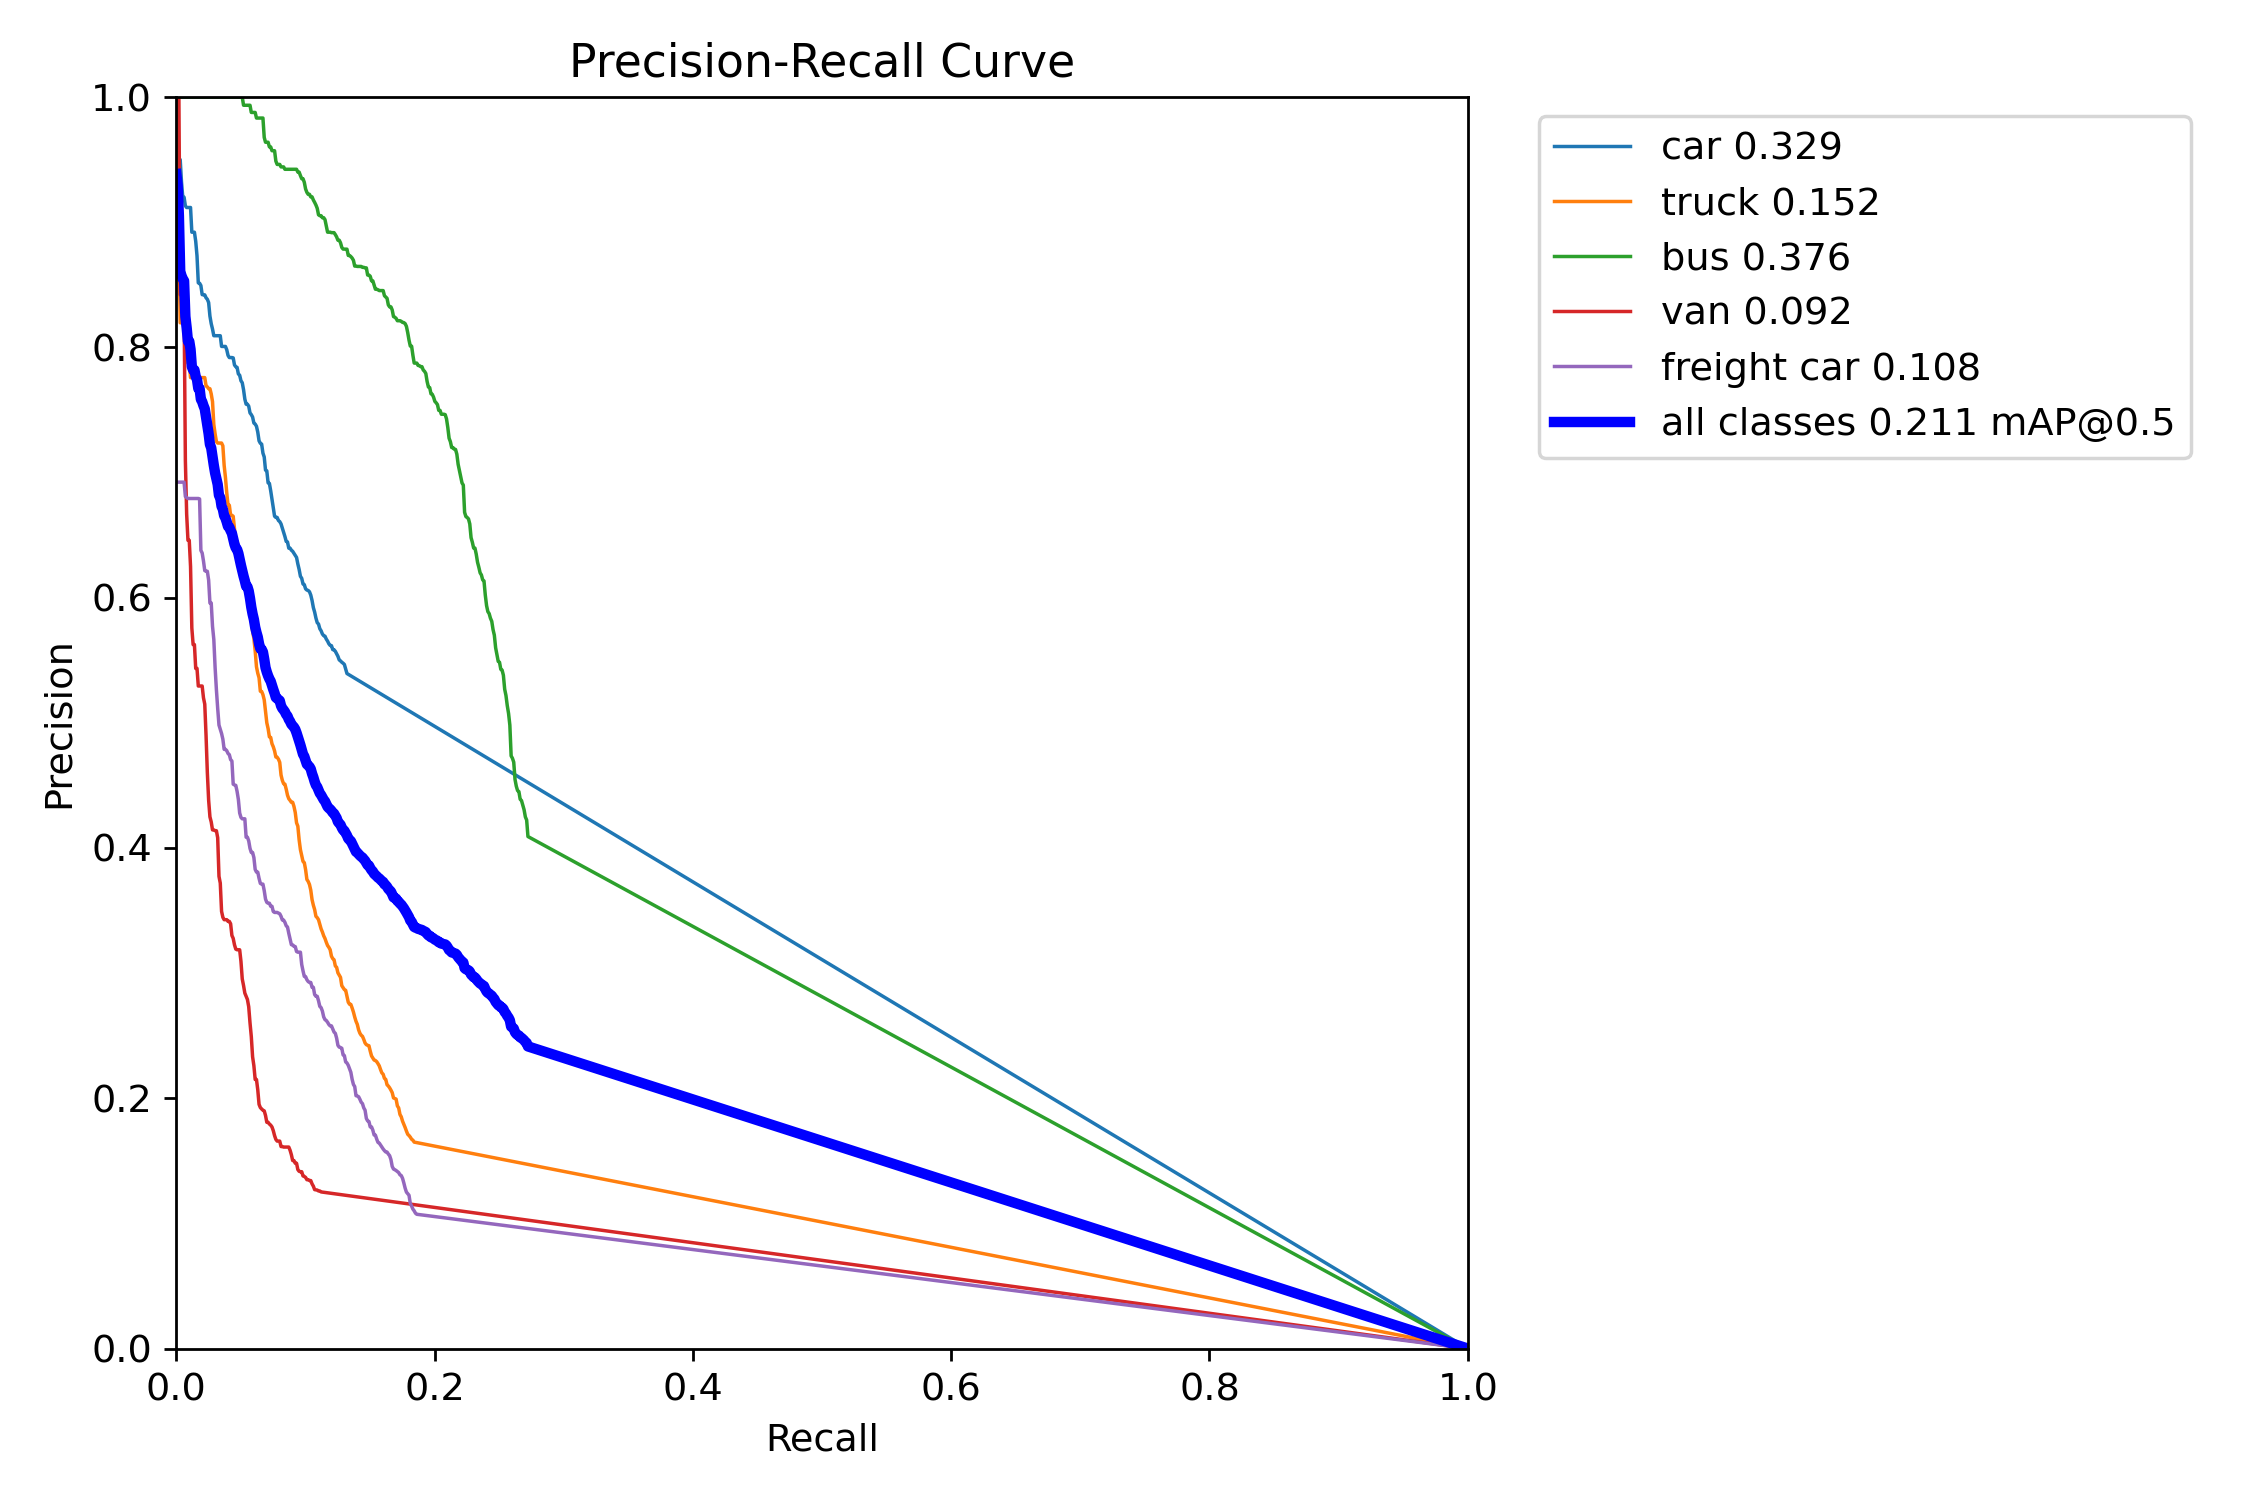 Precision-Recall Curve
1.0
0.8
0.6
0.4
0.2
0.0
Precision
0.0 0.2 0.4 0.6 0.8 1.0
Recall
car 0.329
truck 0.152
bus 0.376
van 0.092
freight car 0.108
all classes 0.211 mAP@0.5